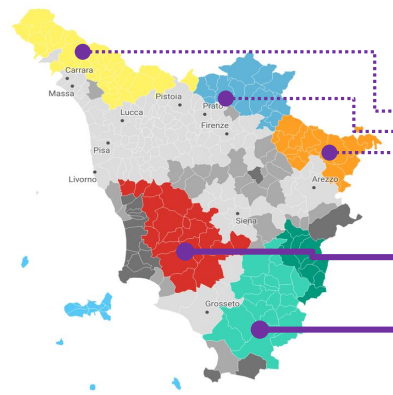 Carrara
Massa
Pistoia
Prato
Lucca
Firenze
Pisa
Livorno
Arezzo
Siena
Grosseto